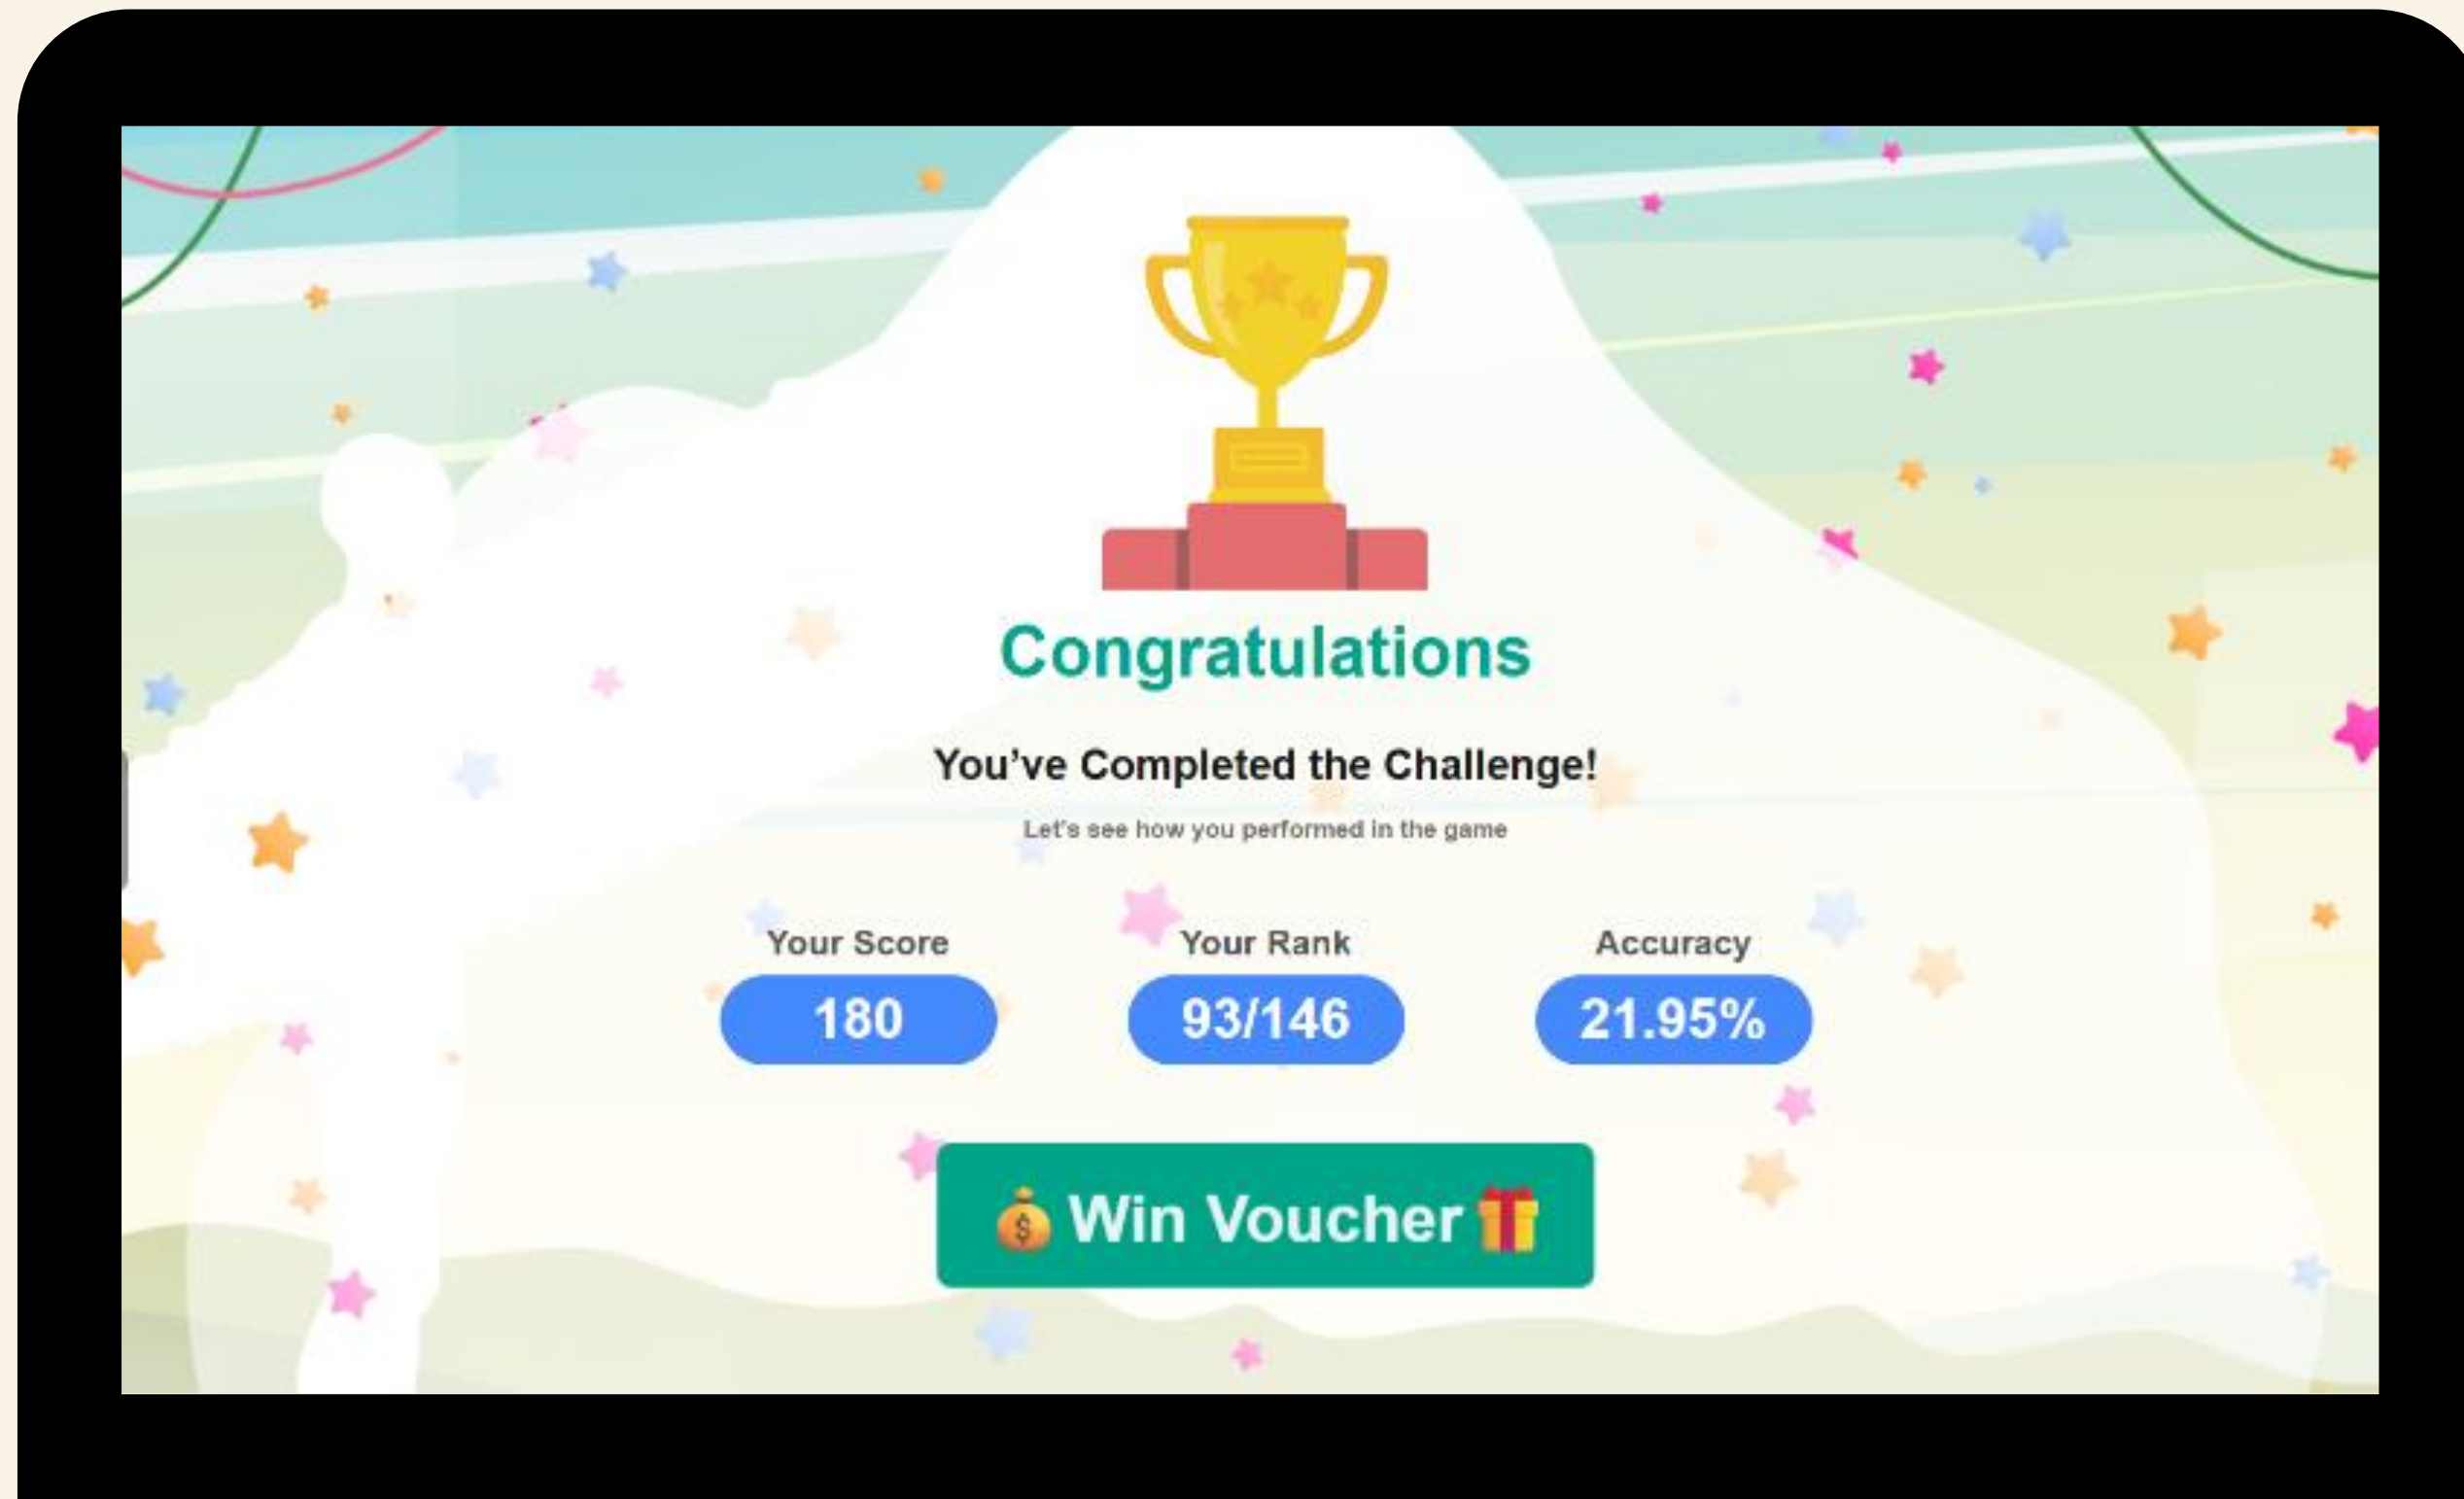 Congratulations
You’ve Completed the Challenge!
Let's see how you performed in the game
Your Score Your Rank Accuracy
180 93/146 21.95%
💰 Win Voucher 🎁